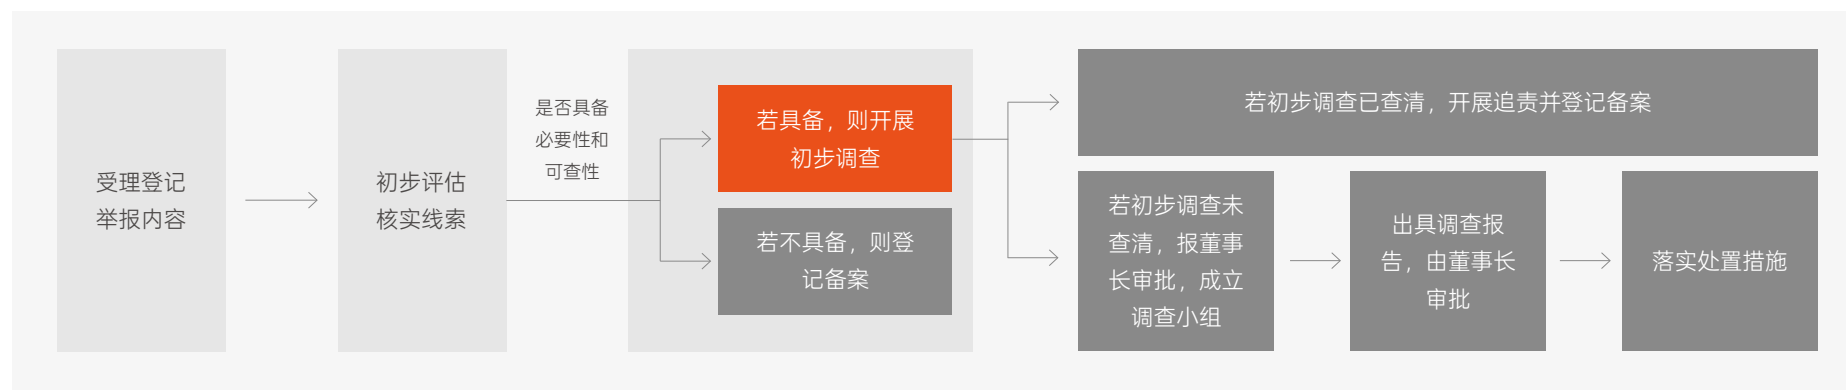 受理登记
举报内容
初步评估
核实线索
是否具备
必要性和
可查性
若具备，则开展
初步调查
若不具备，则登
记备案
若初步调查已查清，开展追责并登记备案
若初步调查未
查清，报董事
长审批，成立
调查小组
出具调查报
告，由董事长
审批
落实处置措施